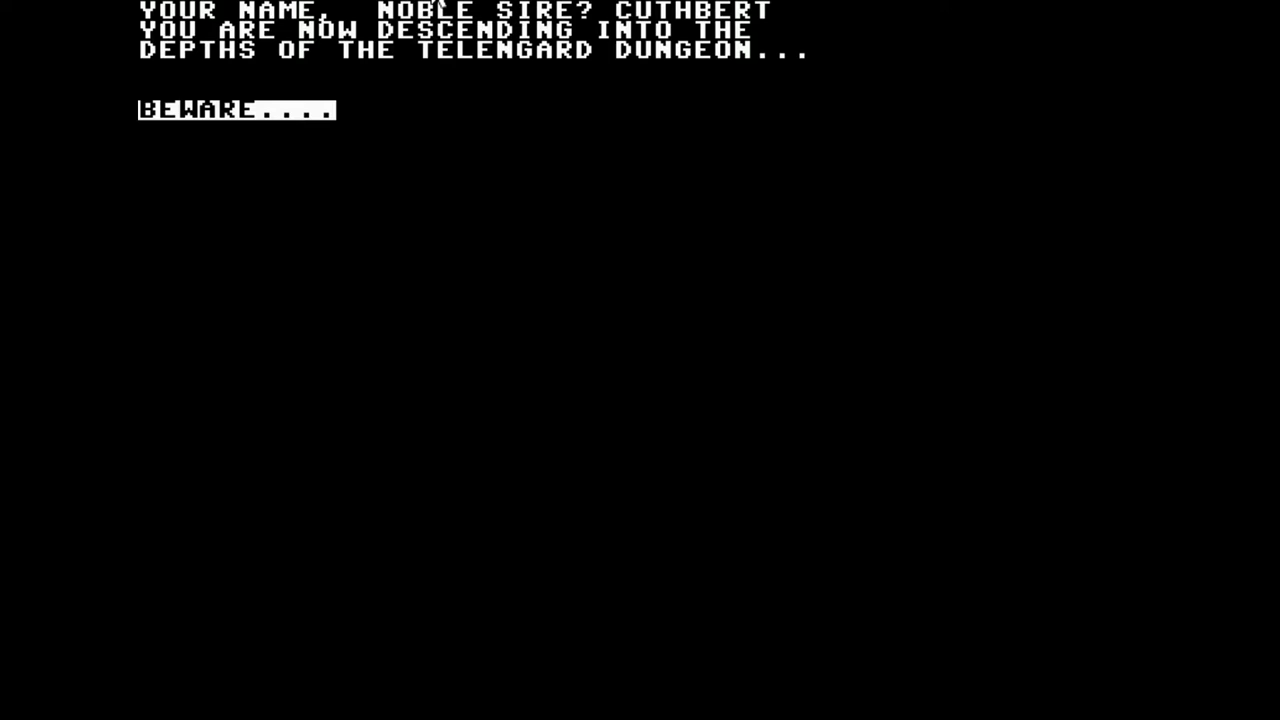 YOUR NAME, NOBLE SIRE? CUTHBERT
YOU ARE NOW DESCENDING INTO THE
DEPTHS OF THE TELENGARD DUNGEON...
BEWARE....